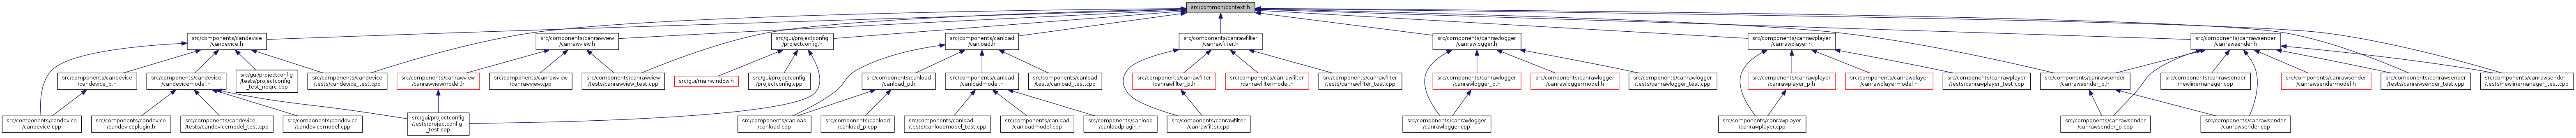 src/common/context.h
src/components/candevice
/candevice.h
src/components/canrawview
/canrawview.h
src/gui/projectconfig
/projectconfig.h
src/components/canload
/canload.h
src/components/canrawfilter
/canrawfilter.h
src/components/canrawlogger
/canrawlogger.h
src/components/canrawplayer
/canrawplayer.h
src/components/canrawsender
/canrawsender.h
src/components/candevice
/candevice_p.h
src/components/candevice
/candevicemodel.h
src/gui/projectconfig
/tests/projectconfig
_test_noqrc.cpp
src/components/candevice
/tests/candevice_test.cpp
src/components/canrawview
/canrawviewmodel.h
src/components/canrawview
/canrawview.cpp
src/components/canrawview
/tests/canrawview_test.cpp
src/gui/mainwindow.h
src/gui/projectconfig
/projectconfig.cpp
src/components/canload
/canload_p.h
src/components/canload
/canloadmodel.h
src/components/canload
/tests/canload_test.cpp
src/components/canrawfilter
/canrawfilter_p.h
src/components/canrawfilter
/canrawfiltermodel.h
src/components/canrawfilter
/tests/canrawfilter_test.cpp
src/components/canrawlogger
/canrawlogger_p.h
src/components/canrawlogger
/canrawloggermodel.h
src/components/canrawlogger
/tests/canrawlogger_test.cpp
src/components/canrawplayer
/canrawplayer_p.h
src/components/canrawplayer
/canrawplayermodel.h
src/components/canrawplayer
/tests/canrawplayer_test.cpp
src/components/canrawsender
/canrawsender_p.h
src/components/canrawsender
/newlinemanager.cpp
src/components/canrawsender
/canrawsendermodel.h
src/components/canrawsender
/tests/canrawsender_test.cpp
src/components/canrawsender
/tests/newlinemanager_test.cpp
src/components/candevice
/candevice.cpp
src/components/candevice
/candeviceplugin.h
src/components/candevice
/tests/candevicemodel_test.cpp
src/components/candevice
/candevicemodel.cpp
src/gui/projectconfig
/tests/projectconfig
_test.cpp
src/components/canload
/canload.cpp
src/components/canload
/canload_p.cpp
src/components/canload
/tests/canloadmodel_test.cpp
src/components/canload
/canloadmodel.cpp
src/components/canload
/canloadplugin.h
src/components/canrawfilter
/canrawfilter.cpp
src/components/canrawlogger
/canrawlogger.cpp
src/components/canrawplayer
/canrawplayer.cpp
src/components/canrawsender
/canrawsender_p.cpp
src/components/canrawsender
/canrawsender.cpp